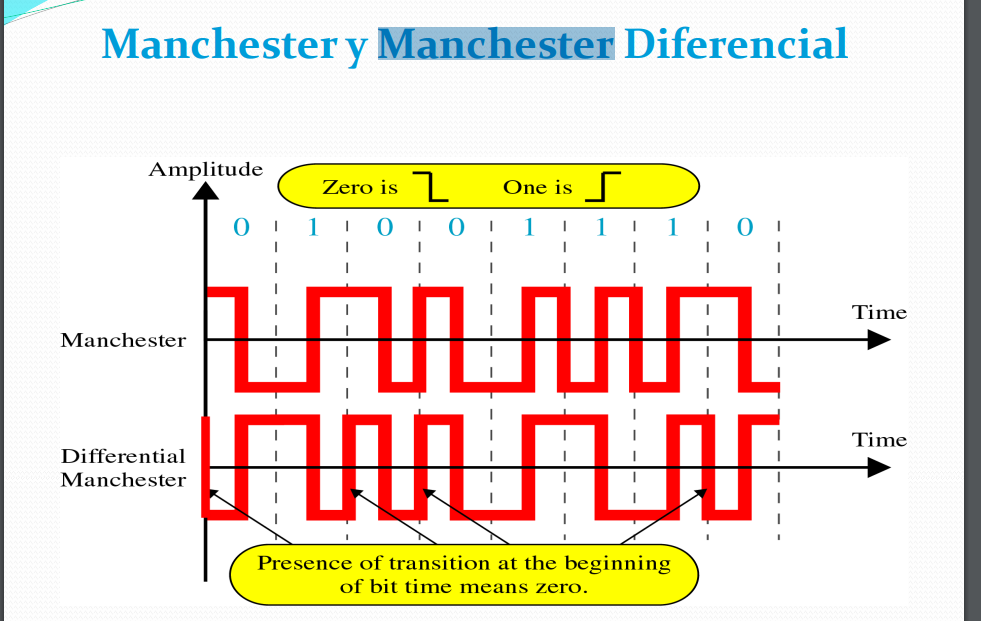 Manchester y Manchester Diferencial
Amplitude
Zero is One is
0 1 0 0 1 1 1 0
Time
Manchester
Time
Differential
Manchester
Presence of transition at the beginning
of bit time means zero.